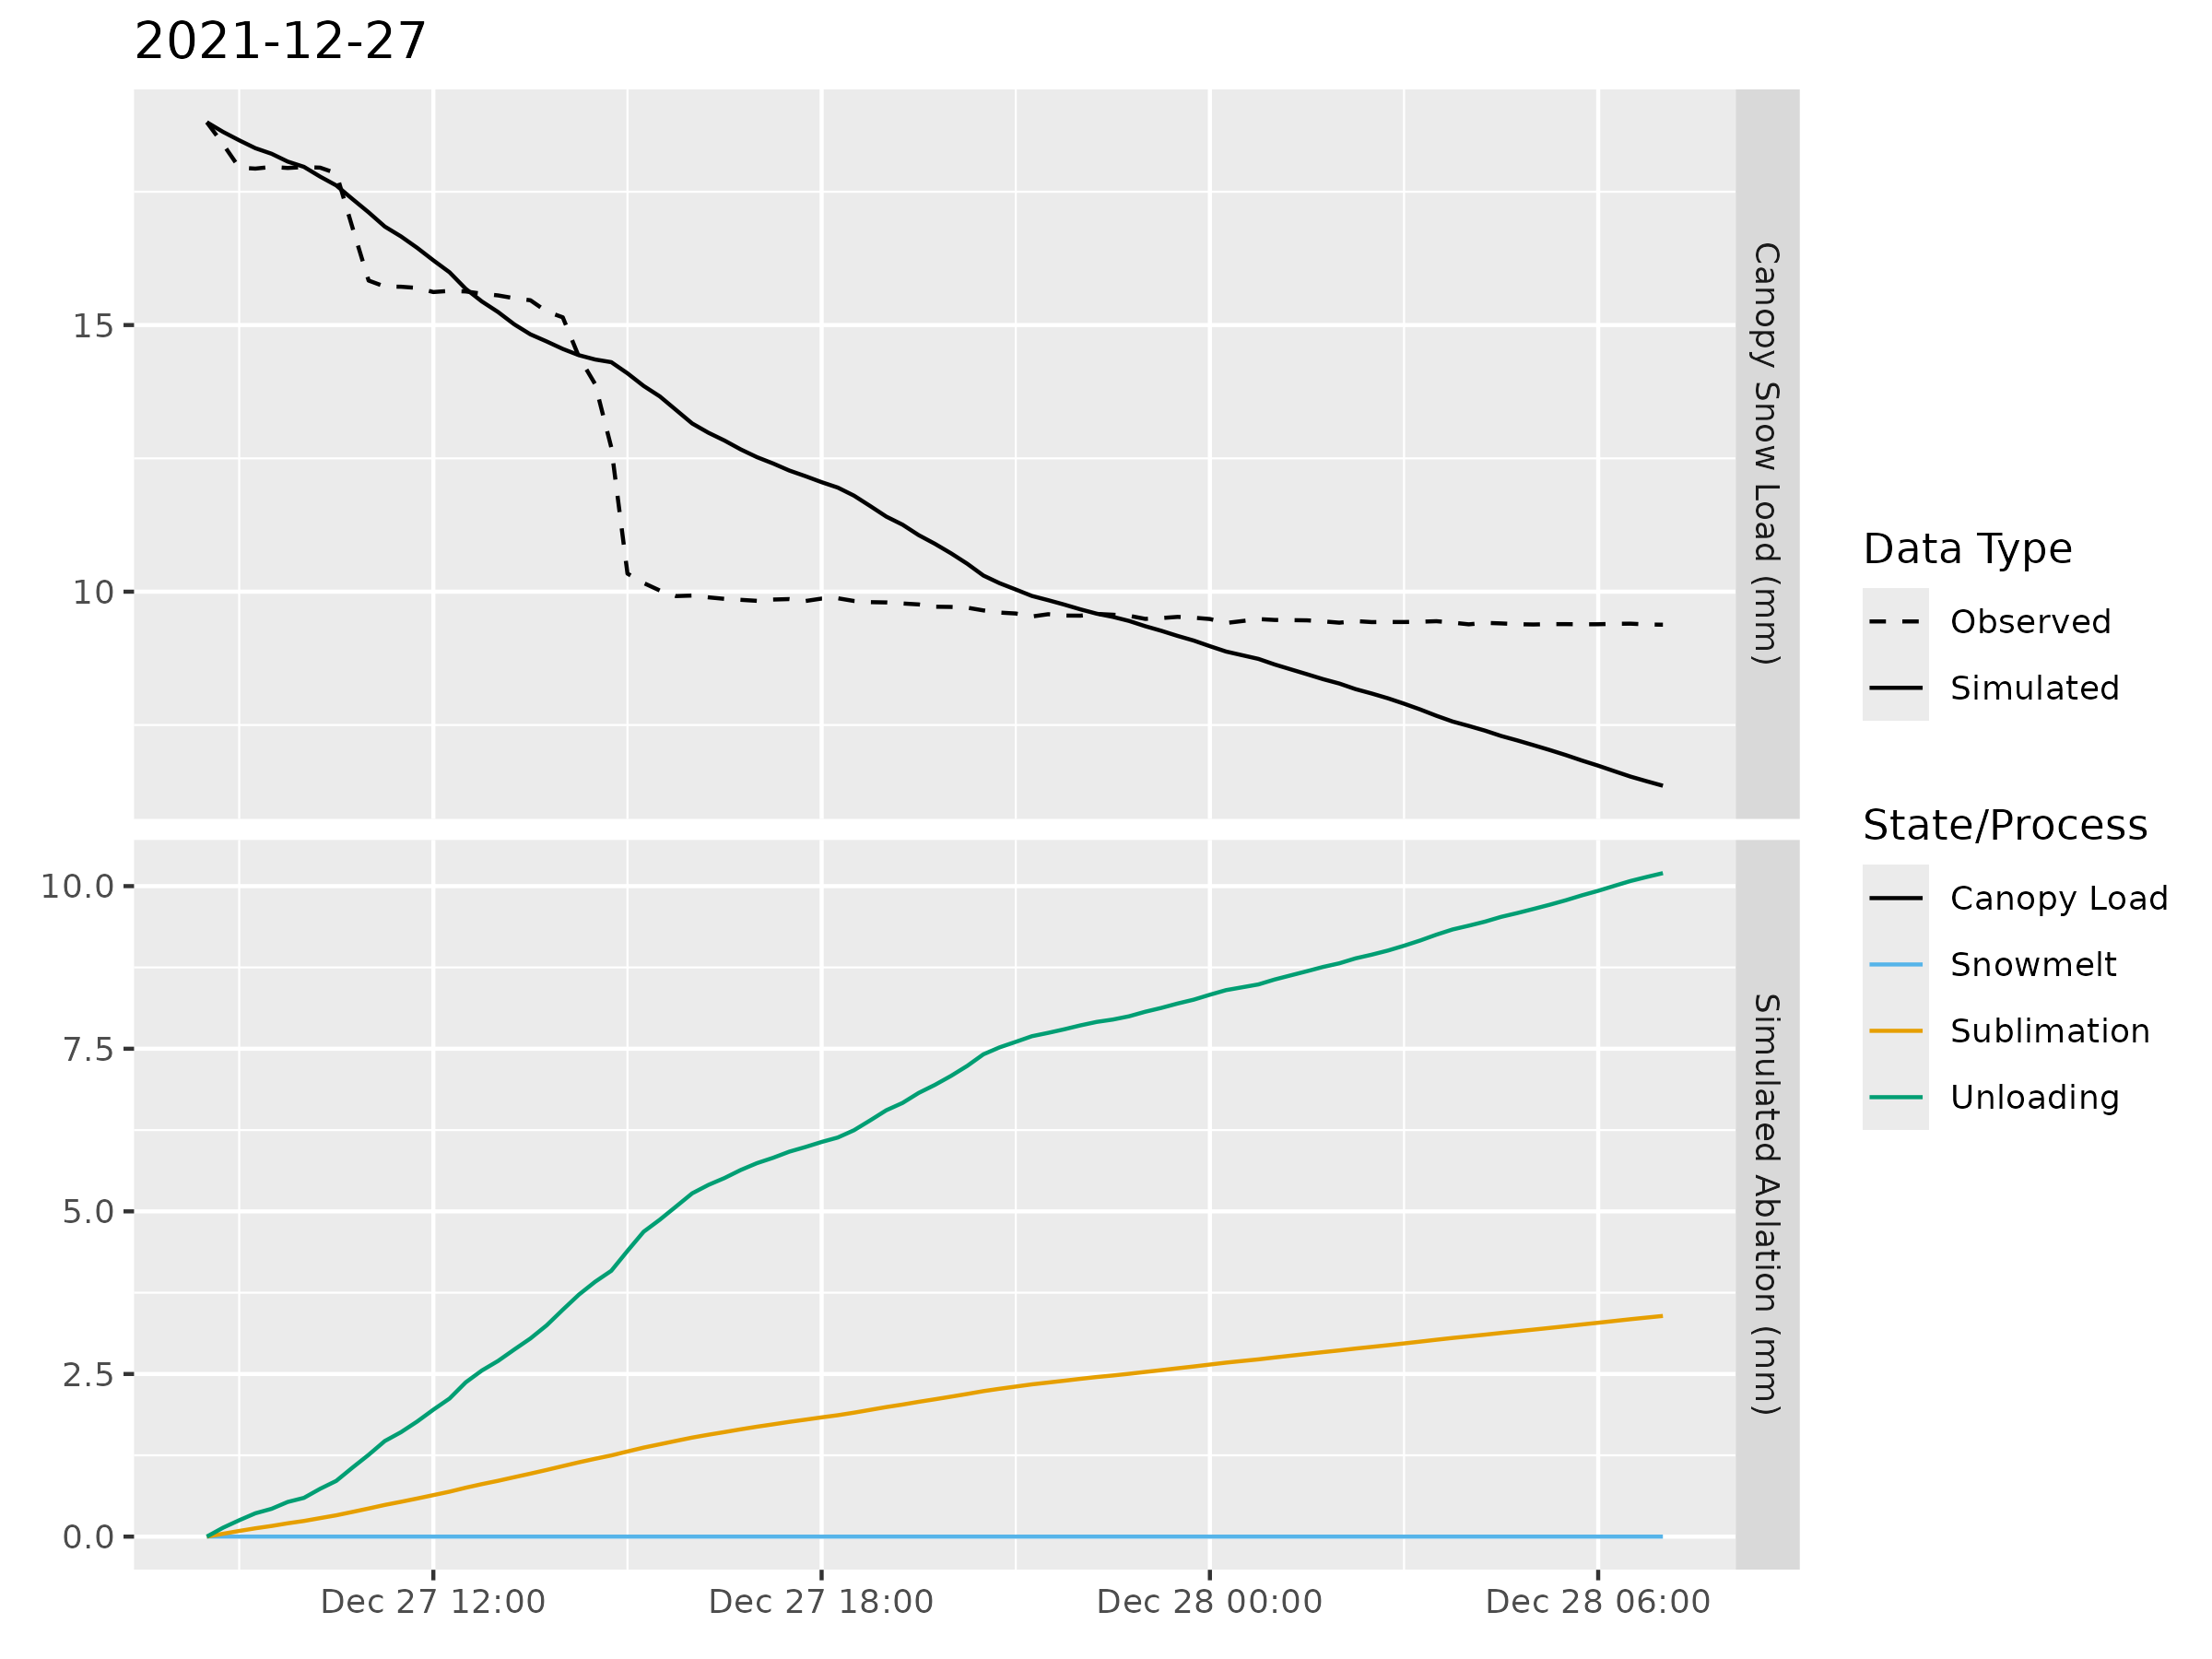 2021-12-27
15
10
Canopy Snow Load (mm)
10.0
7.5
5.0
2.5
0.0
Simulated Ablation (mm)
Dec 27 12:00
Dec 27 18:00
Dec 28 00:00
Dec 28 06:00
Data Type
Observed
Simulated
State/Process
Canopy Load
Snowmelt
Sublimation
Unloading